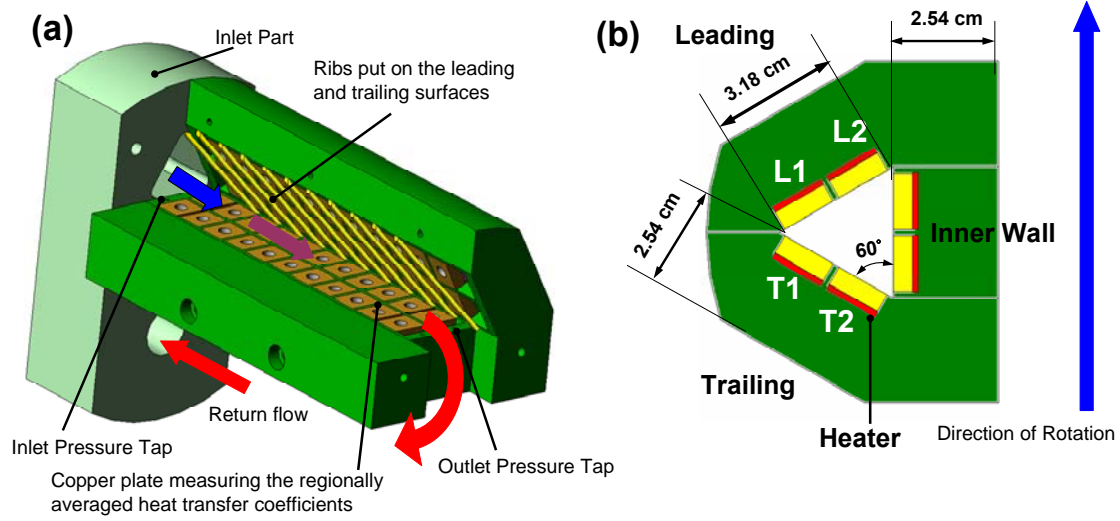 (a)
Inlet Part
Ribs put on the leading
and trailing surfaces
Return flow
Inlet Pressure Tap
Outlet Pressure Tap
Copper plate measuring the regionally
averaged heat transfer coefficients
(b)
Leading
2.54 cm
3.18 cm
L2
L1
2.54 cm
Inner Wall
60°
T1
T2
Trailing
Heater
Direction of Rotation